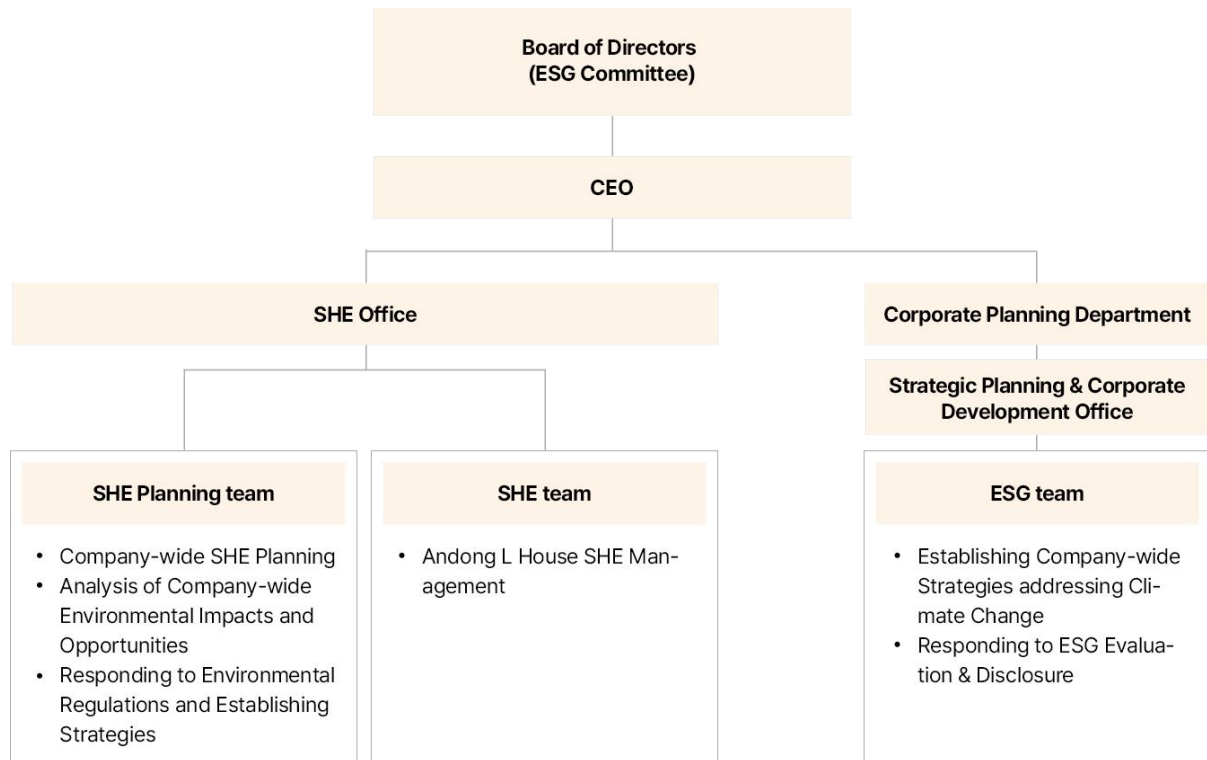 Board of Directors
(ESG Committee)
CEO
SHE Office
Corporate Planning Department
Strategic Planning & Corporate
Development Office
SHE Planning team
• Company-wide SHE Planning
• Analysis of Company-wide
Environmental Impacts and
Opportunities
• Responding to Environmental
Regulations and Establishing
Strategies
SHE team
• Andong L House SHE Man-
agement
ESG team
• Establishing Company-wide
Strategies addressing Cli-
mate Change
• Responding to ESG Evalua-
tion & Disclosure